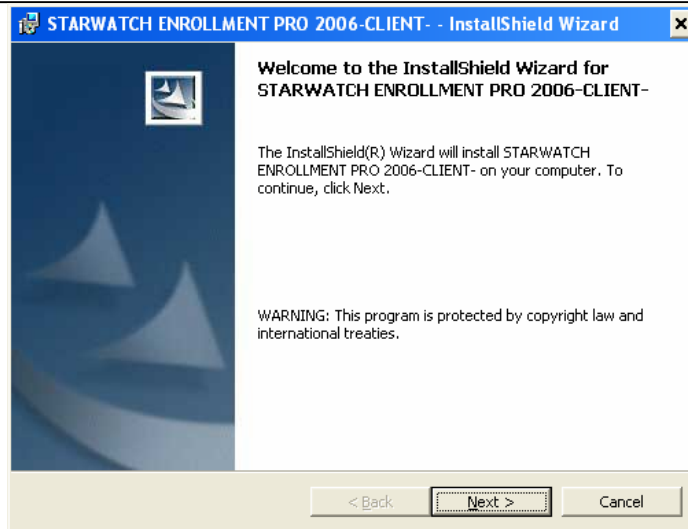 STARWATCH ENROLLMENT PRO 2006-CLIENT- - InstallShield Wizard
Welcome to the InstallShield Wizard for
STARWATCH ENROLLMENT PRO 2006-CLIENT-
The InstallShield(R) Wizard will install STARWATCH
ENROLLMENT PRO 2006-CLIENT- on your computer. To
continue, click Next.
WARNING: This program is protected by copyright law and
international treaties.
< Back
Next >
Cancel